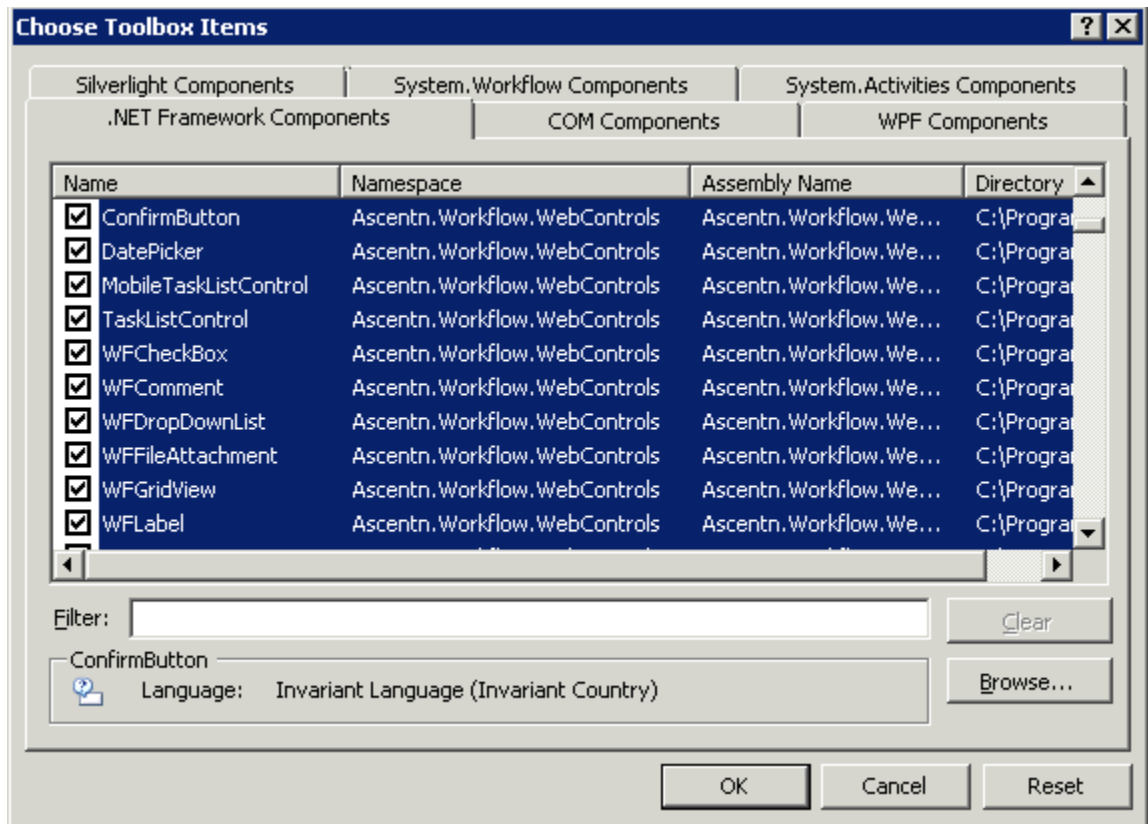 Choose Toolbox Items
Silverlight Components System.Workflow Components System.Activities Components
.NET Framework Components COM Components WPF Components
Name Namespace Assembly Name Directory
ConfirmButton Ascentn.Workflow.WebControls Ascentn.Workflow.We... C:\Progra
DatePicker Ascentn.Workflow.WebControls Ascentn.Workflow.We... C:\Progra
MobileTaskListControl Ascentn.Workflow.WebControls Ascentn.Workflow.We... C:\Progra
TaskListControl Ascentn.Workflow.WebControls Ascentn.Workflow.We... C:\Progra
WFCheckBox Ascentn.Workflow.WebControls Ascentn.Workflow.We... C:\Progra
WFComment Ascentn.Workflow.WebControls Ascentn.Workflow.We... C:\Progra
WFDropDownList Ascentn.Workflow.WebControls Ascentn.Workflow.We... C:\Progra
WFFileAttachment Ascentn.Workflow.WebControls Ascentn.Workflow.We... C:\Progra
WFGridView Ascentn.Workflow.WebControls Ascentn.Workflow.We... C:\Progra
WFLabel Ascentn.Workflow.WebControls Ascentn.Workflow.We... C:\Progra
Filter: Clear
ConfirmButton
Language: Invariant Language (Invariant Country) Browse...
OK Cancel Reset